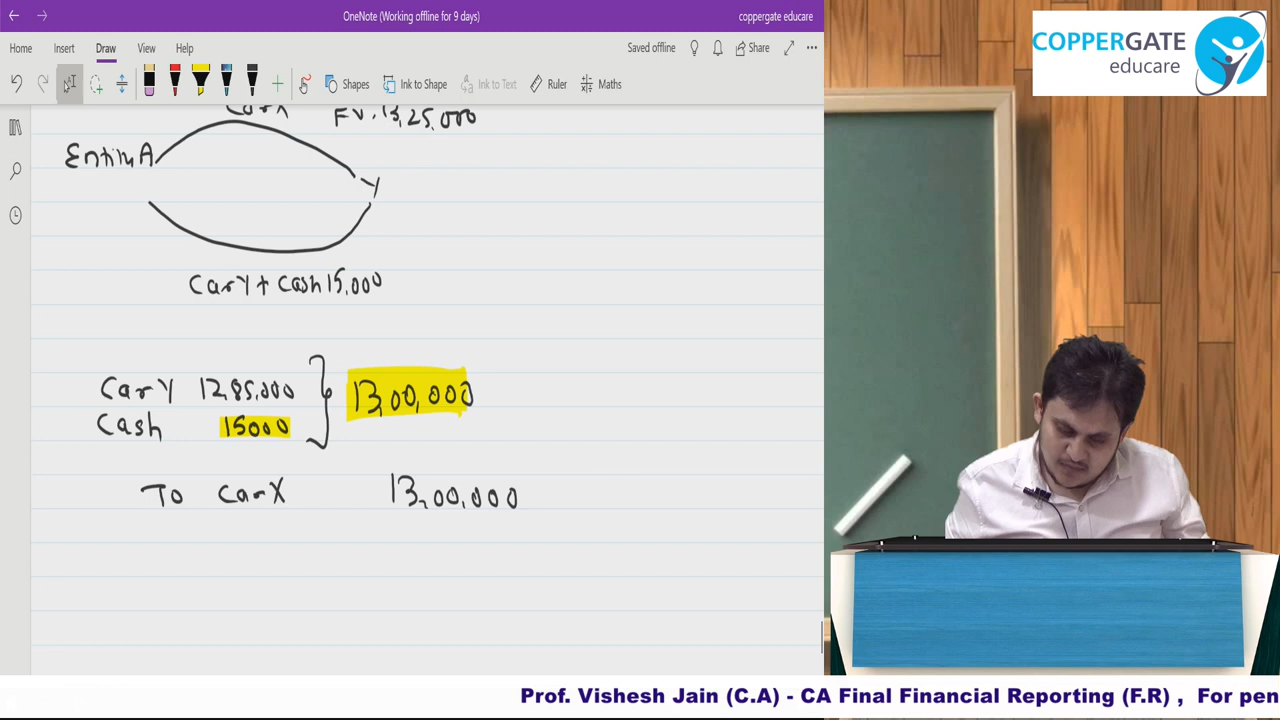 OneNote (Working offline for 9 days)
coppergate educare
Home Insert Draw View Help
Saved offline
Share
Shapes
Ink to Shape
Ink to Text
Ruler
Maths
COPPERGATE
educare
Car X
FV. 13,25,000
Entity A
Y
Car Y + Cash 15,000
Car Y 12,85,000
13,00,000
Cash 15000
To Car X 13,00,000
Prof. Vishesh Jain (C.A) - CA Final Financial Reporting (F.R) , For pen